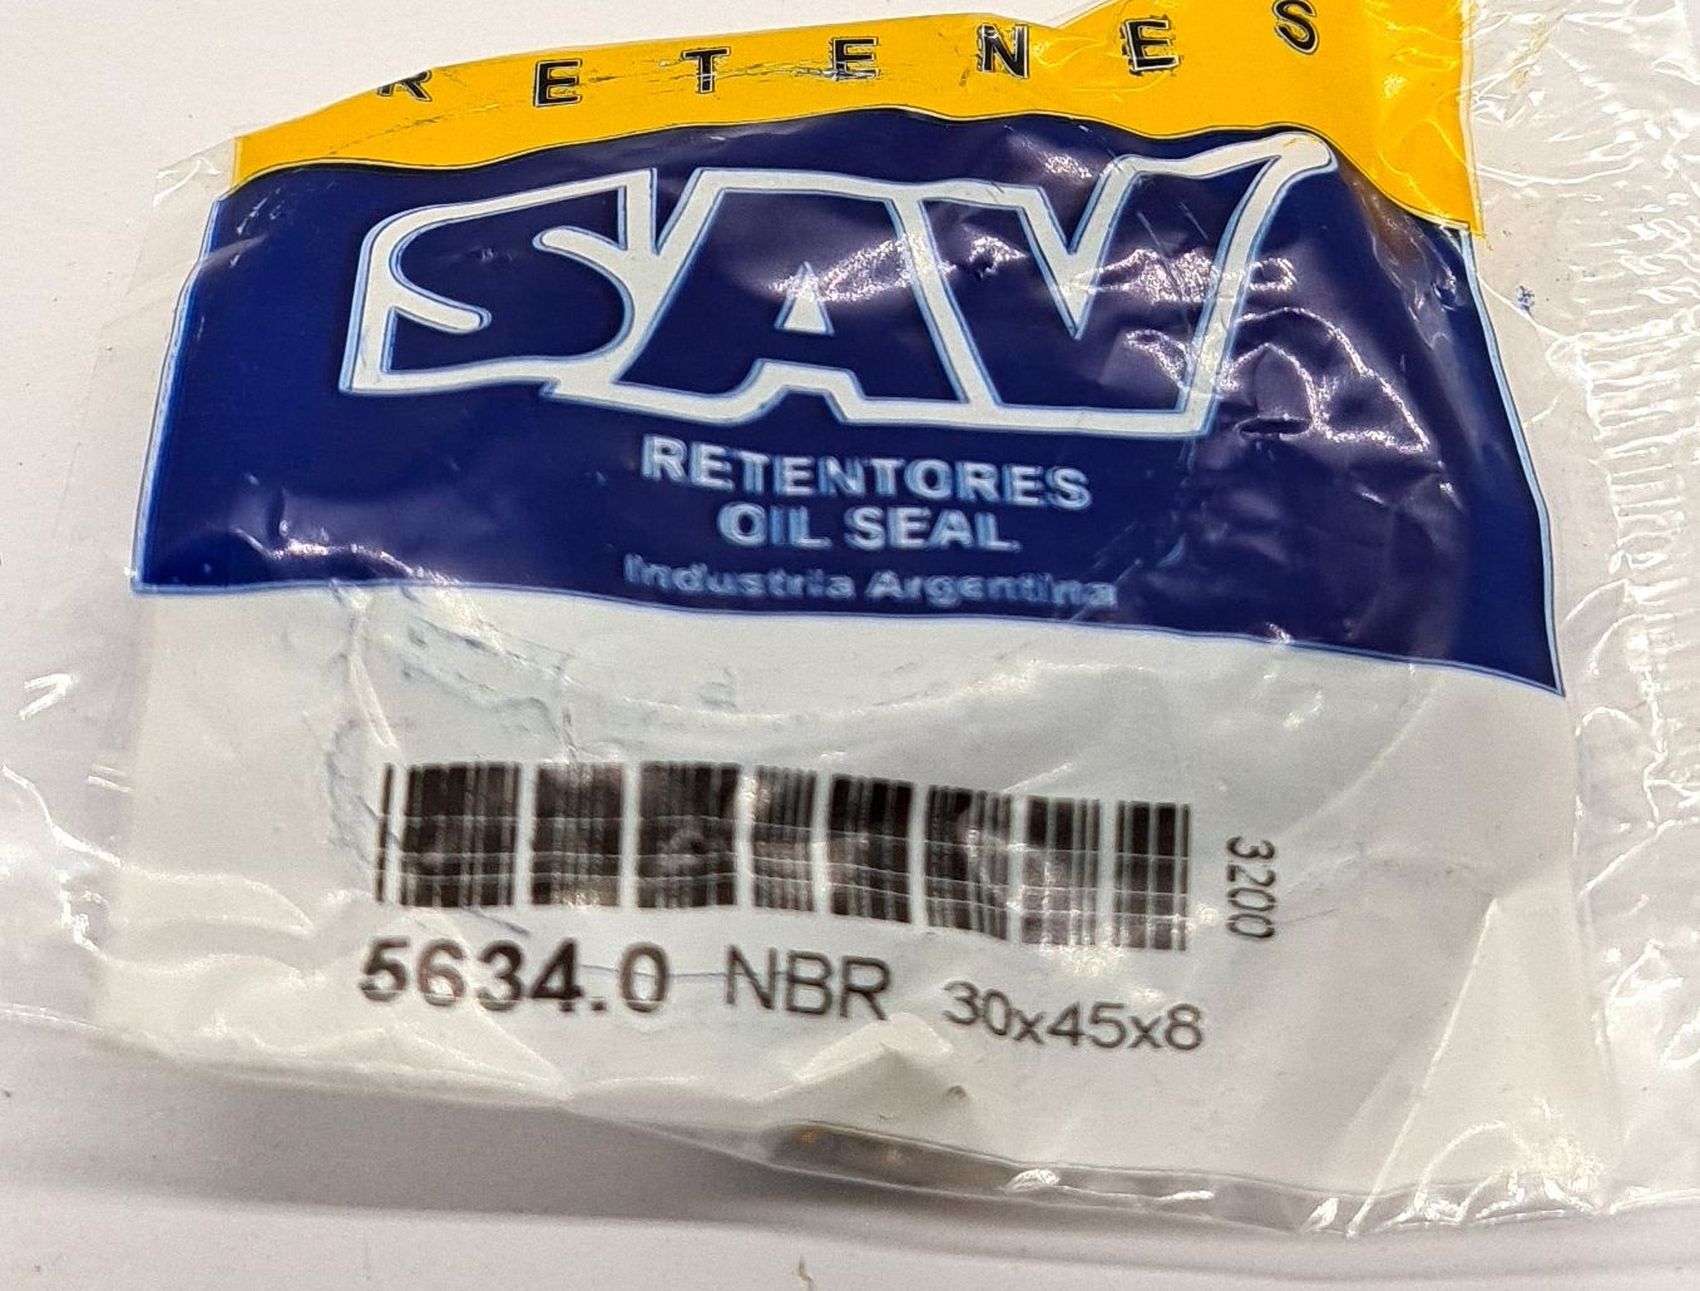 RETENES
SAV
RETENTORES
OIL SEAL
Industria Argentina
3200
5634.0 NBR 30x45x8